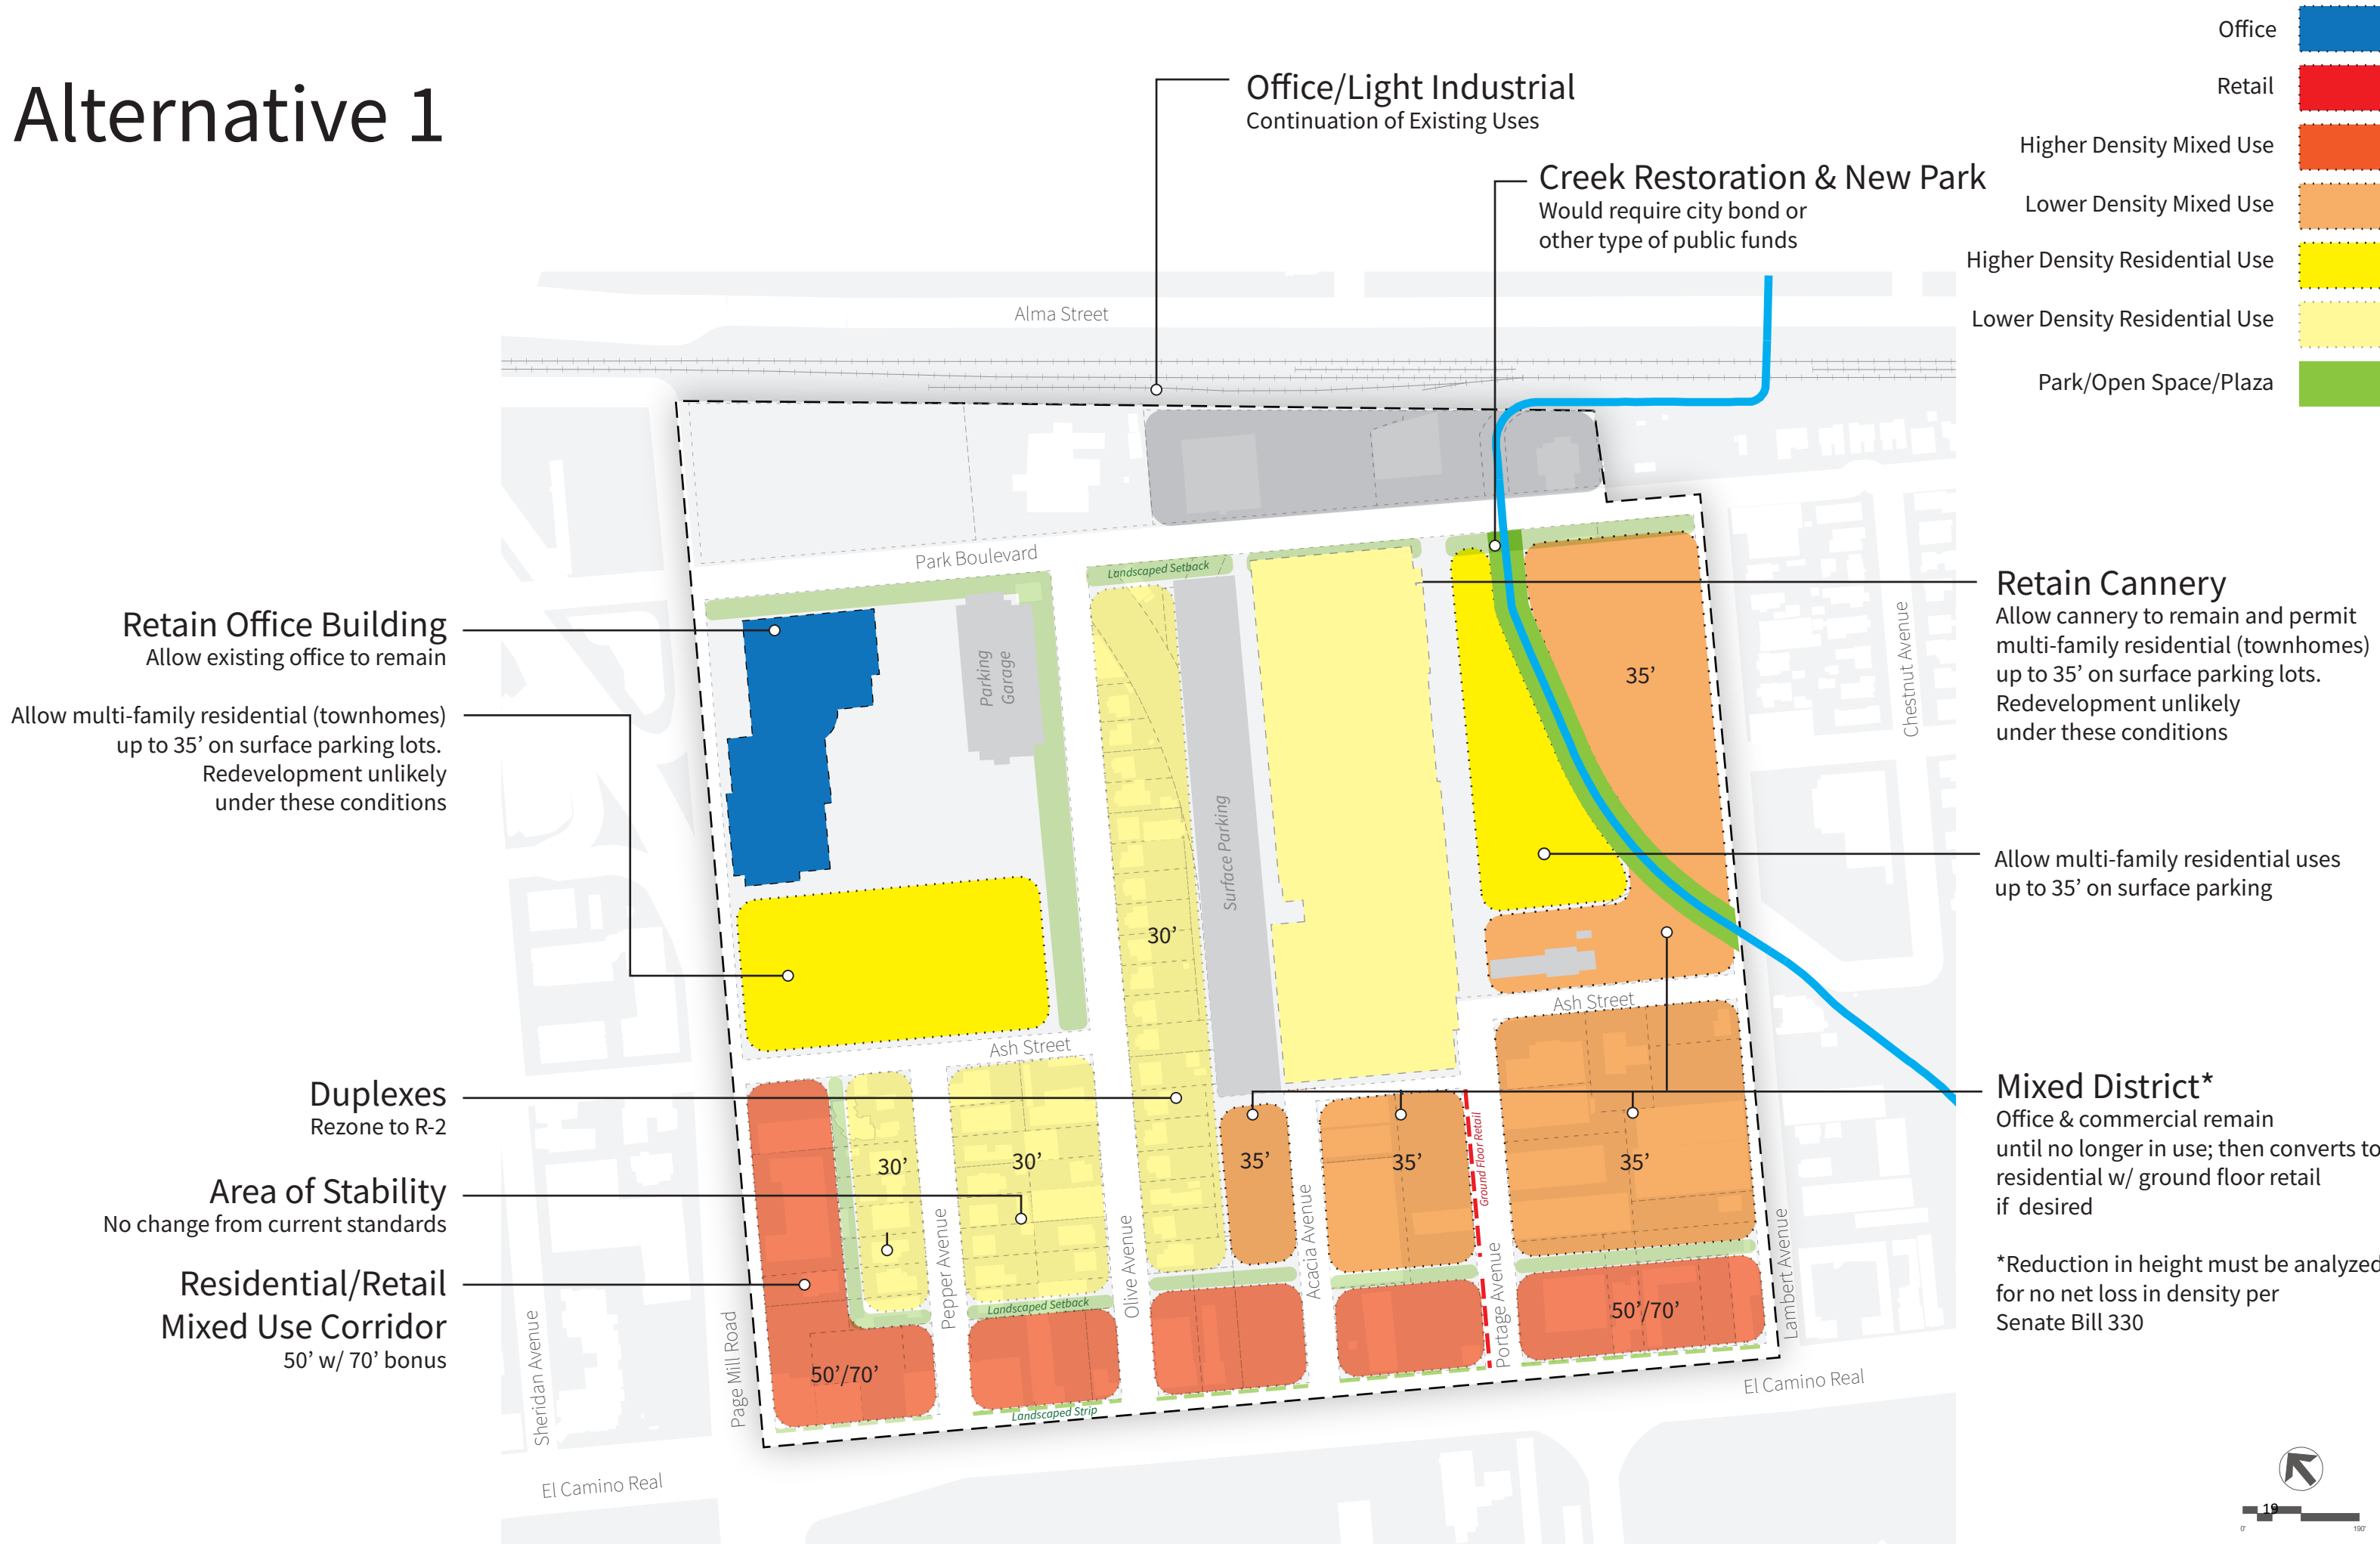 Alternative 1
Office
Retail
Higher Density Mixed Use
Lower Density Mixed Use
Higher Density Residential Use
Lower Density Residential Use
Park/Open Space/Plaza
Office/Light Industrial
Continuation of Existing Uses
Creek Restoration & New Park
Would require city bond or
other type of public funds
Alma Street
Park Boulevard
Landscaped Setback
Retain Office Building
Allow existing office to remain
Allow multi-family residential (townhomes)
up to 35’ on surface parking lots.
Redevelopment unlikely
under these conditions
Parking
Garage
Surface Parking
30’
35’
Chestnut Avenue
Retain Cannery
Allow cannery to remain and permit
multi-family residential (townhomes)
up to 35’ on surface parking lots.
Redevelopment unlikely
under these conditions
Allow multi-family residential uses
up to 35’ on surface parking
Ash Street
Ash Street
Duplexes
Rezone to R-2
Area of Stability
No change from current standards
Residential/Retail
Mixed Use Corridor
50’ w/ 70’ bonus
30’
30’
35’
35’
35’
Ground Floor Retail
Mixed District*
Office & commercial remain
until no longer in use; then converts to
residential w/ ground floor retail
if desired
*Reduction in height must be analyzed
for no net loss in density per
Senate Bill 330
Sheridan Avenue
Page Mill Road
Pepper Avenue
Olive Avenue
Acacia Avenue
Portage Avenue
Lambert Avenue
Landscaped Setback
50’/70’
50’/70’
Landscaped Strip
El Camino Real
El Camino Real
19
0'
190'